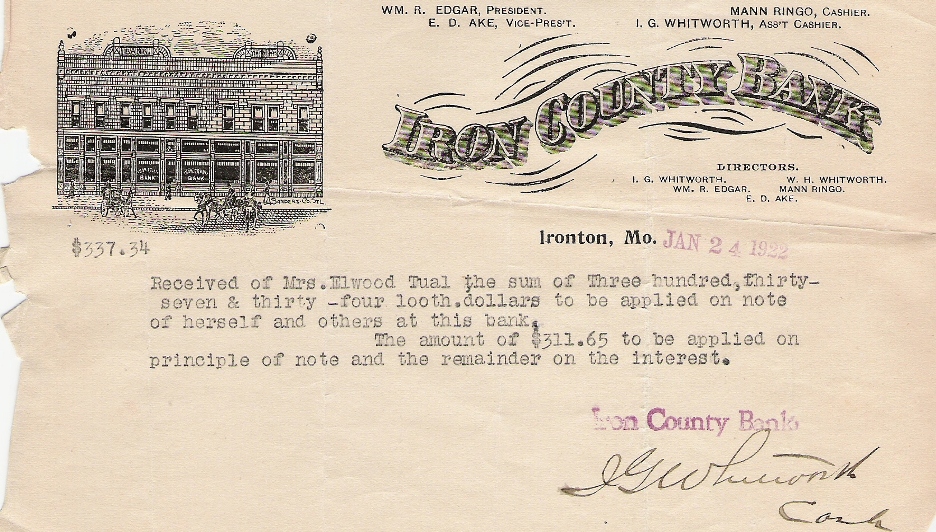 WM. R. EDGAR, PRESIDENT.
E. D. AKE, VICE-PRES'T.
MANN RINGO, CASHIER.
I. G. WHITWORTH, ASS'T CASHIER.
IRON COUNTY BANK
DIRECTORS.
I. G. WHITWORTH. W. H. WHITWORTH.
WM. R. EDGAR. MANN RINGO.
E. D. AKE.
Ironton, Mo. JAN 24 1922
$337.34
Received of Mrs.Elwood Tual the sum of Three hundred,thirty-
seven & thirty -four 1ooth.dollars to be applied on note
of herself and others at this bank.
The amount of $311.65 to be applied on
principle of note and the remainder on the interest.
Iron County Bank
I G Whitworth